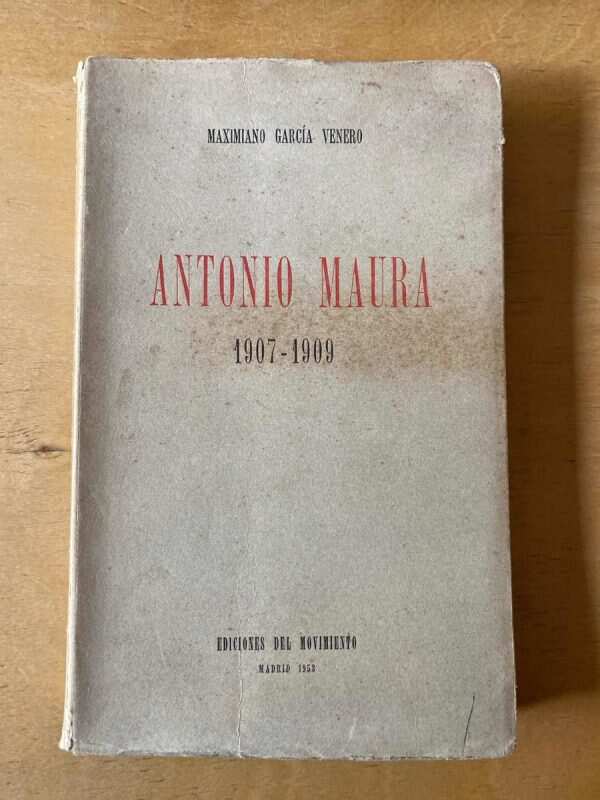 MAXIMIANO GARCÍA VENERO
ANTONIO MAURA
1907-1909
EDICIONES DEL MOVIMIENTO
MADRID 1953